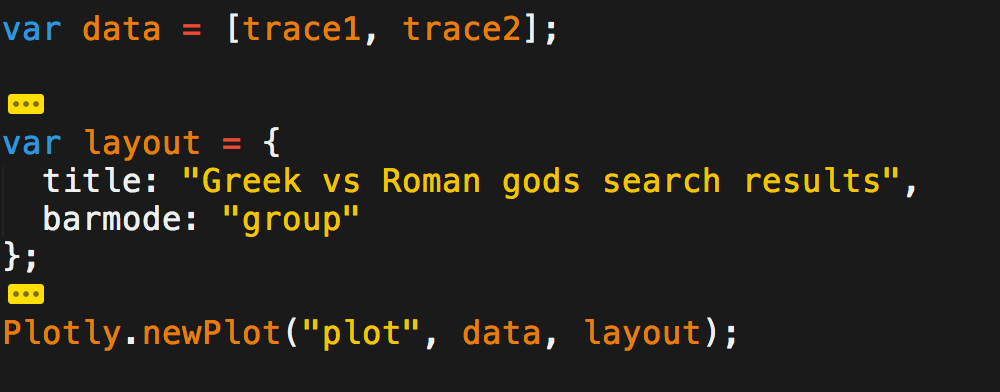 var data = [trace1, trace2];
var layout = {
title: "Greek vs Roman gods search results",
barmode: "group"
};
Plotly.newPlot("plot", data, layout);